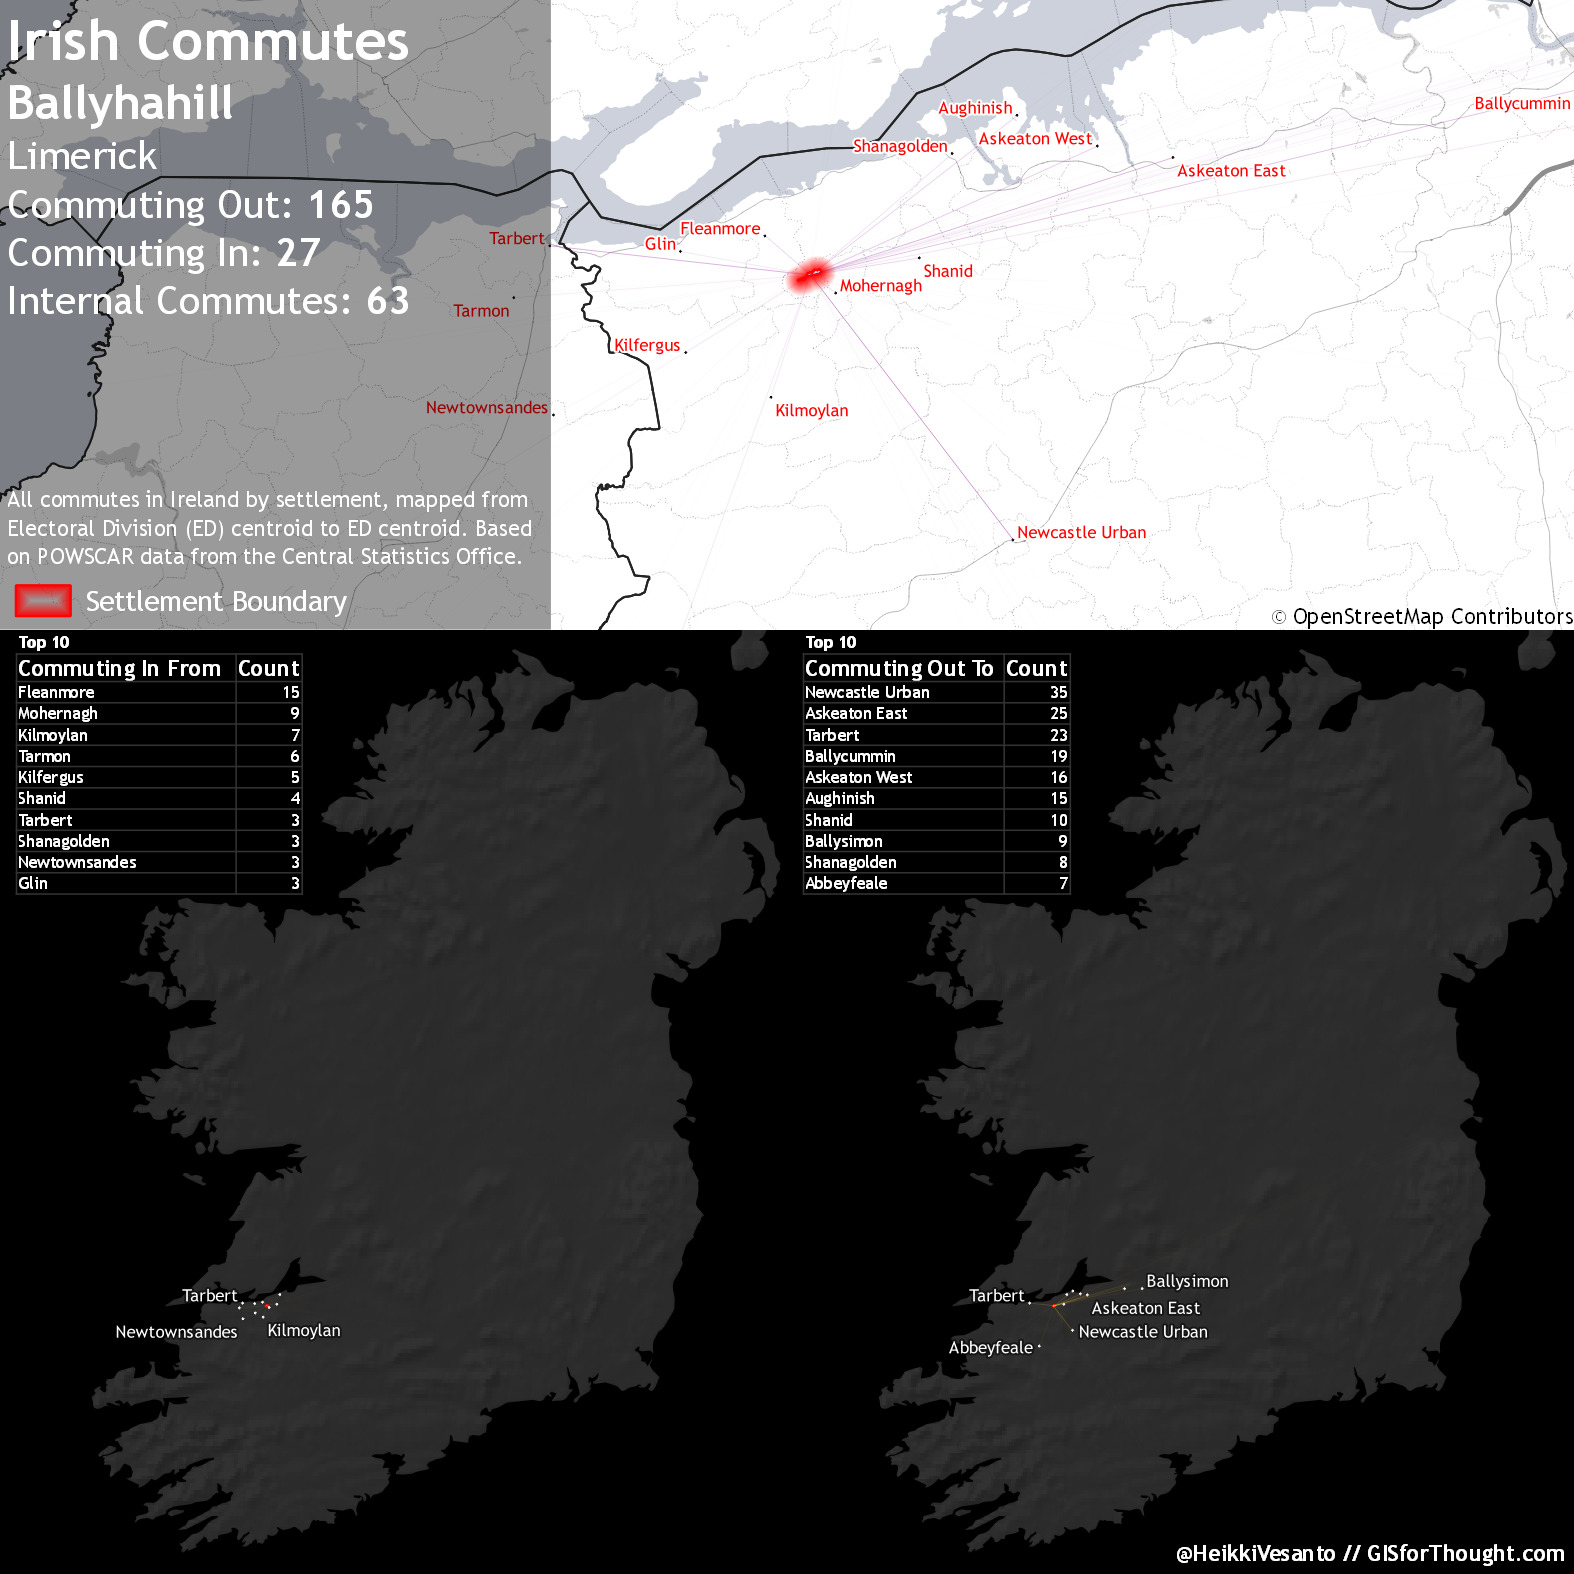 Irish Commutes
Ballyhahill
Limerick
Commuting Out: 165
Commuting In: 27
Internal Commutes: 63
All commutes in Ireland by settlement, mapped from
Electoral Division (ED) centroid to ED centroid. Based
on POWSCAR data from the Central Statistics Office.
Settlement Boundary
Ballycummin
Aughinish
Askeaton West
Shanagolden
Askeaton East
Fleanmore
Tarbert
Glin
Shanid
Mohernagh
Tarmon
Kilfergus
Newtownsandes
Kilmoylan
Newcastle Urban
© OpenStreetMap Contributors
Top 10
Commuting In From Count
Fleanmore 15
Mohernagh 9
Kilmoylan 7
Tarmon 6
Kilfergus 5
Shanid 4
Tarbert 3
Shanagolden 3
Newtownsandes 3
Glin 3
Tarbert
Newtownsandes
Kilmoylan
Top 10
Commuting Out To Count
Newcastle Urban 35
Askeaton East 25
Tarbert 23
Ballycummin 19
Askeaton West 16
Aughinish 15
Shanid 10
Ballysimon 9
Shanagolden 8
Abbeyfeale 7
Ballysimon
Tarbert
Askeaton East
Newcastle Urban
Abbeyfeale
@HeikkiVesanto // GISforThought.com